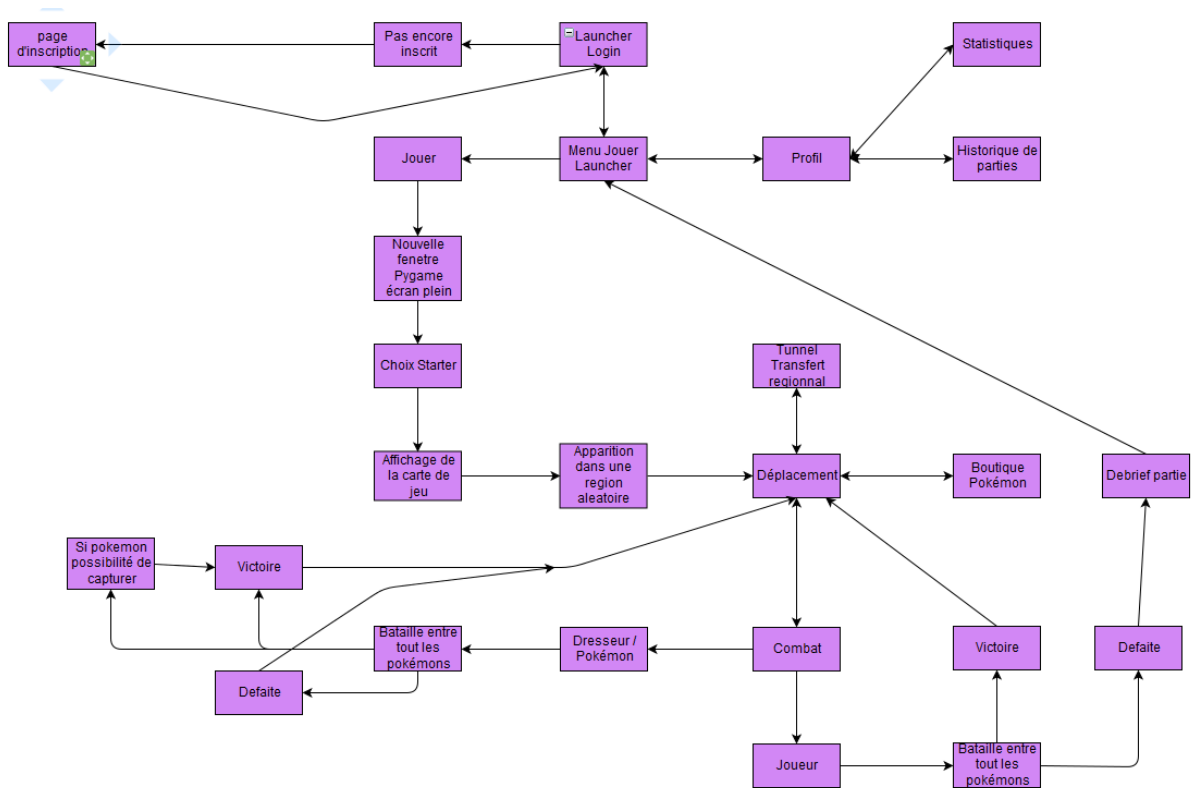 page
d'inscription
Pas encore
inscrit
Launcher
Login
Statistiques
Jouer
Menu Jouer
Launcher
Profil
Historique de
parties
Nouvelle
fenetre
Pygame
écran plein
Choix Starter
Tunnel
Transfert
regionnal
Affichage de
la carte de
jeu
Apparition
dans une
region
aleatoire
Déplacement
Boutique
Pokémon
Debrief partie
Si pokemon
possibilité de
capturer
Victoire
Bataille entre
tout les
pokémons
Dresseur /
Pokémon
Combat
Victoire
Defaite
Defaite
Joueur
Bataille entre
tout les
pokémons